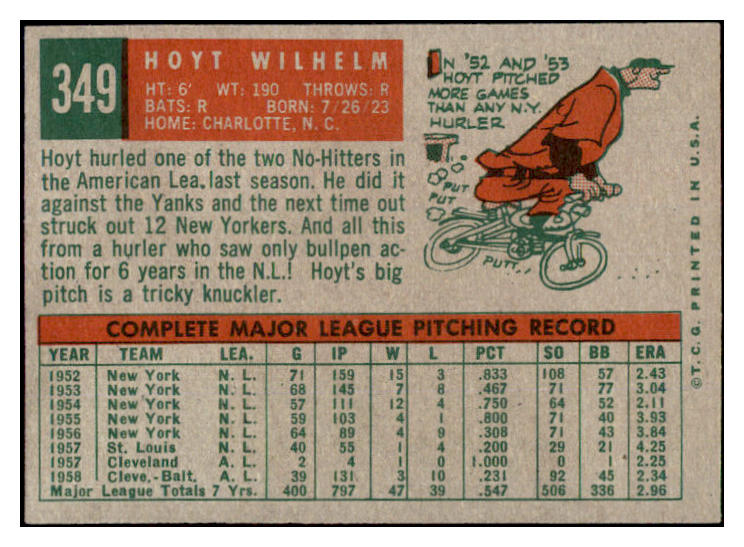 349
HOYT WILHELM
HT: 6' WT: 190 THROWS: R
BATS: R BORN: 7/26/23
HOME: CHARLOTTE, N. C.
Hoyt hurled one of the two No-Hitters in
the American Lea. last season. He did it
against the Yanks and the next time out
struck out 12 New Yorkers. And all this
from a hurler who saw only bullpen ac-
tion for 6 years in the N.L.! Hoyt's big
pitch is a tricky knuckler.
IN '52 AND '53
HOYT PITCHED
MORE GAMES
THAN ANY N.Y.
HURLER
PUT
PUT
PUTT
©T.C.G. PRINTED IN U.S.A.
COMPLETE MAJOR LEAGUE PITCHING RECORD
YEAR TEAM LEA. G IP W L PCT SO BB ERA
1952 New York N. L. 71 159 15 3 .833 108 57 2.43
1953 New York N. L. 68 145 7 8 .467 71 77 3.04
1954 New York N. L. 57 111 12 4 .750 64 52 2.11
1955 New York N. L. 59 103 4 1 .800 71 40 3.93
1956 New York N. L. 64 89 4 9 .308 71 43 3.84
1957 St. Louis N. L. 40 55 1 4 .200 29 21 4.25
1957 Cleveland A. L. 2 4 1 0 1.000 0 1 2.25
1958 Cleve.-Balt. A. L. 39 131 3 10 .231 92 45 2.34
Major League Totals 7 Yrs. 400 797 47 39 .547 506 336 2.96